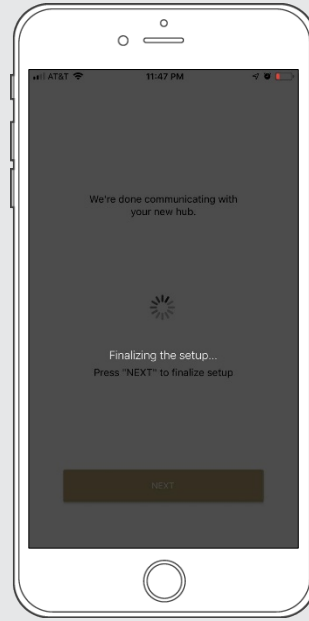 AT&T 11:47 PM
We're done communicating with
your new hub.
Finalizing the setup...
Press "NEXT" to finalize setup
NEXT